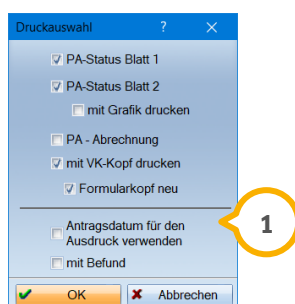 Druckauswahl ?
PA-Status Blatt 1
PA-Status Blatt 2
mit Grafik drucken
PA - Abrechnung
mit VK-Kopf drucken
Formularkopf neu
Antragsdatum für den
Ausdruck verwenden
1
mit Befund
OK Abbrechen